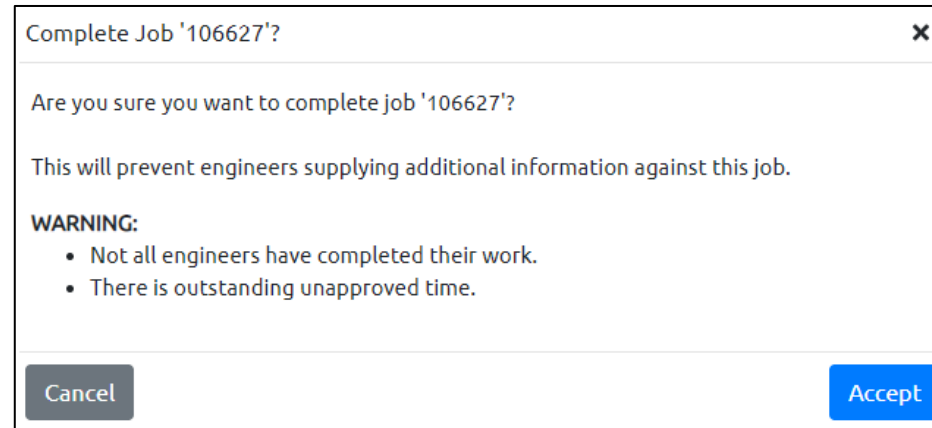 Complete Job '106627'?
×
Are you sure you want to complete job '106627'?
This will prevent engineers supplying additional information against this job.
WARNING:
• Not all engineers have completed their work.
• There is outstanding unapproved time.
Cancel
Accept